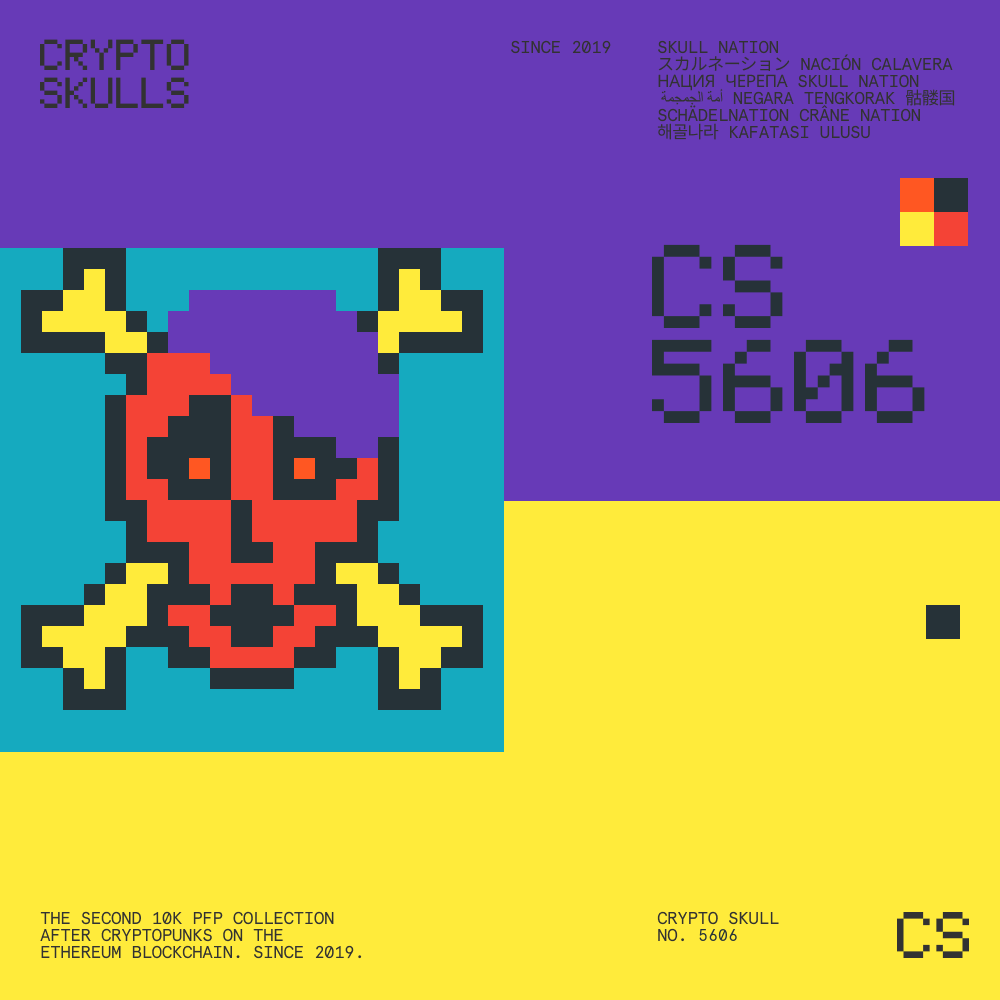 CRYPTO
SKULLS
SINCE 2019
SKULL NATION
スカルネーション NACIÓN CALAVERA
НАЦИЯ ЧЕРЕПА SKULL NATION
أمة الجمجمة NEGARA TENGKORAK 骷髅国
SCHÄDELNATION CRÂNE NATION
해골나라 KAFATASI ULUSU
CS
5606
THE SECOND 10K PFP COLLECTION
AFTER CRYPTOPUNKS ON THE
ETHEREUM BLOCKCHAIN. SINCE 2019.
CRYPTO SKULL
NO. 5606
CS